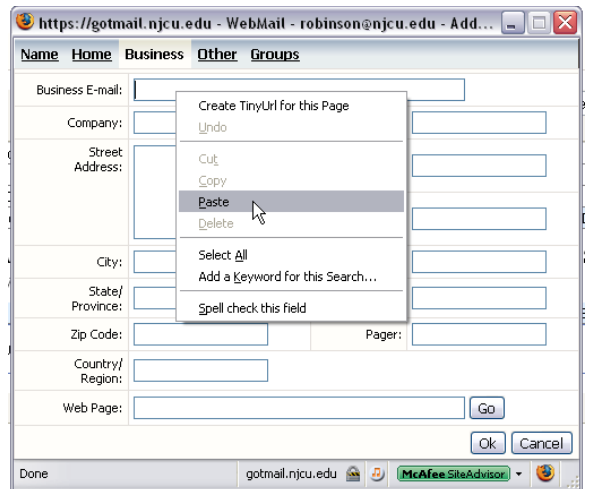 https://gotmail.njcu.edu - WebMail - robinson@njcu.edu - Add...
Name Home Business Other Groups
Business E-mail:
Create TinyUrl for this Page
Company:
Undo
Street
Address:
Cut
Copy
Paste
Delete
City:
Select All
Add a Keyword for this Search...
State/
Province:
Spell check this field
Zip Code:
Pager:
Country/
Region:
Web Page:
Go
Ok Cancel
Done gotmail.njcu.edu McAfee SiteAdvisor